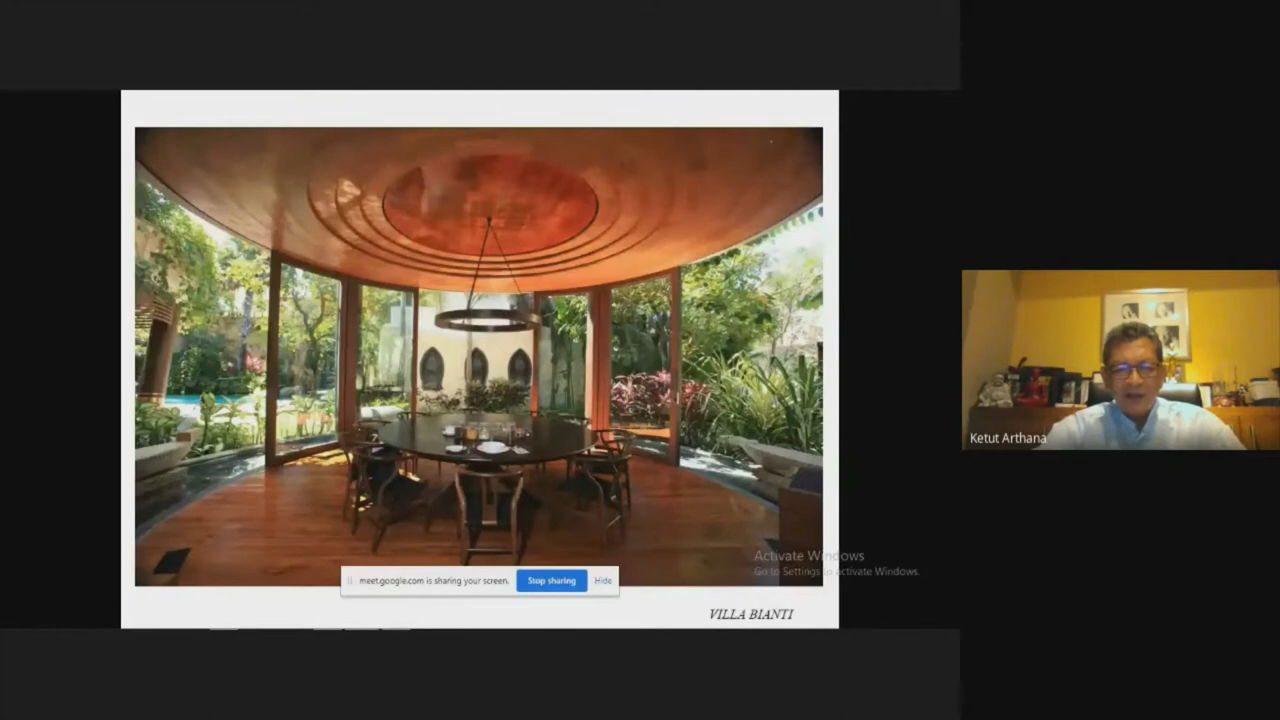 Ketut Arthana
Activate Windows
Go to Settings to activate Windows.
meet.google.com is sharing your screen.
Stop sharing
Hide
VILLA BIANTI